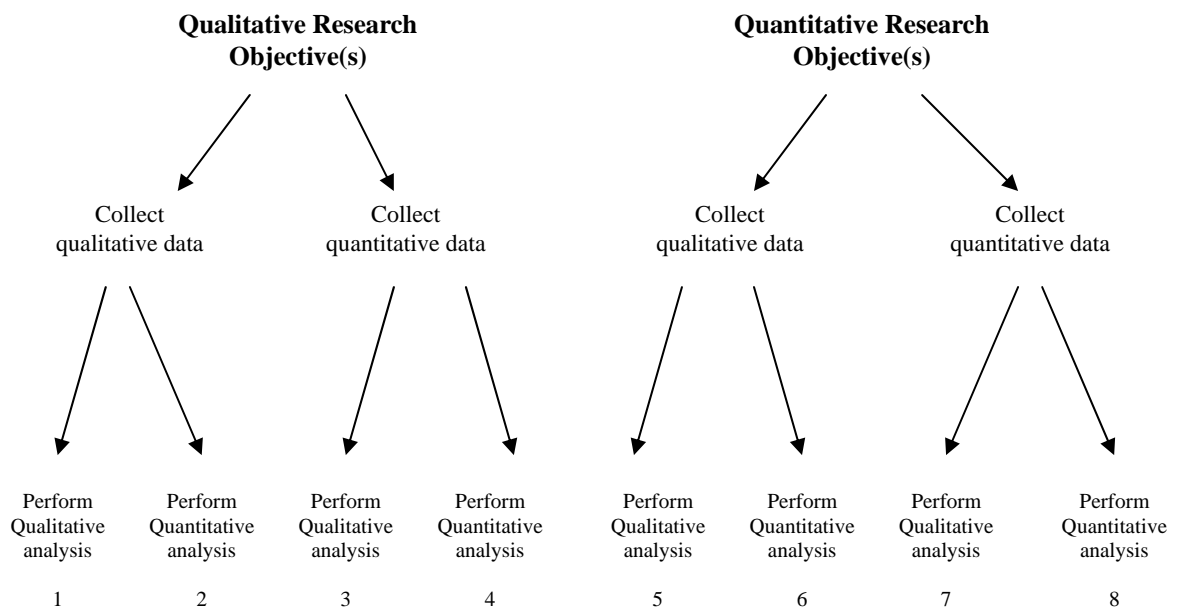 Qualitative Research
Objective(s)
Quantitative Research
Objective(s)
Collect
qualitative data
Collect
quantitative data
Collect
qualitative data
Collect
quantitative data
Perform
Qualitative
analysis
Perform
Quantitative
analysis
Perform
Qualitative
analysis
Perform
Quantitative
analysis
Perform
Qualitative
analysis
Perform
Quantitative
analysis
Perform
Qualitative
analysis
Perform
Quantitative
analysis
1
2
3
4
5
6
7
8